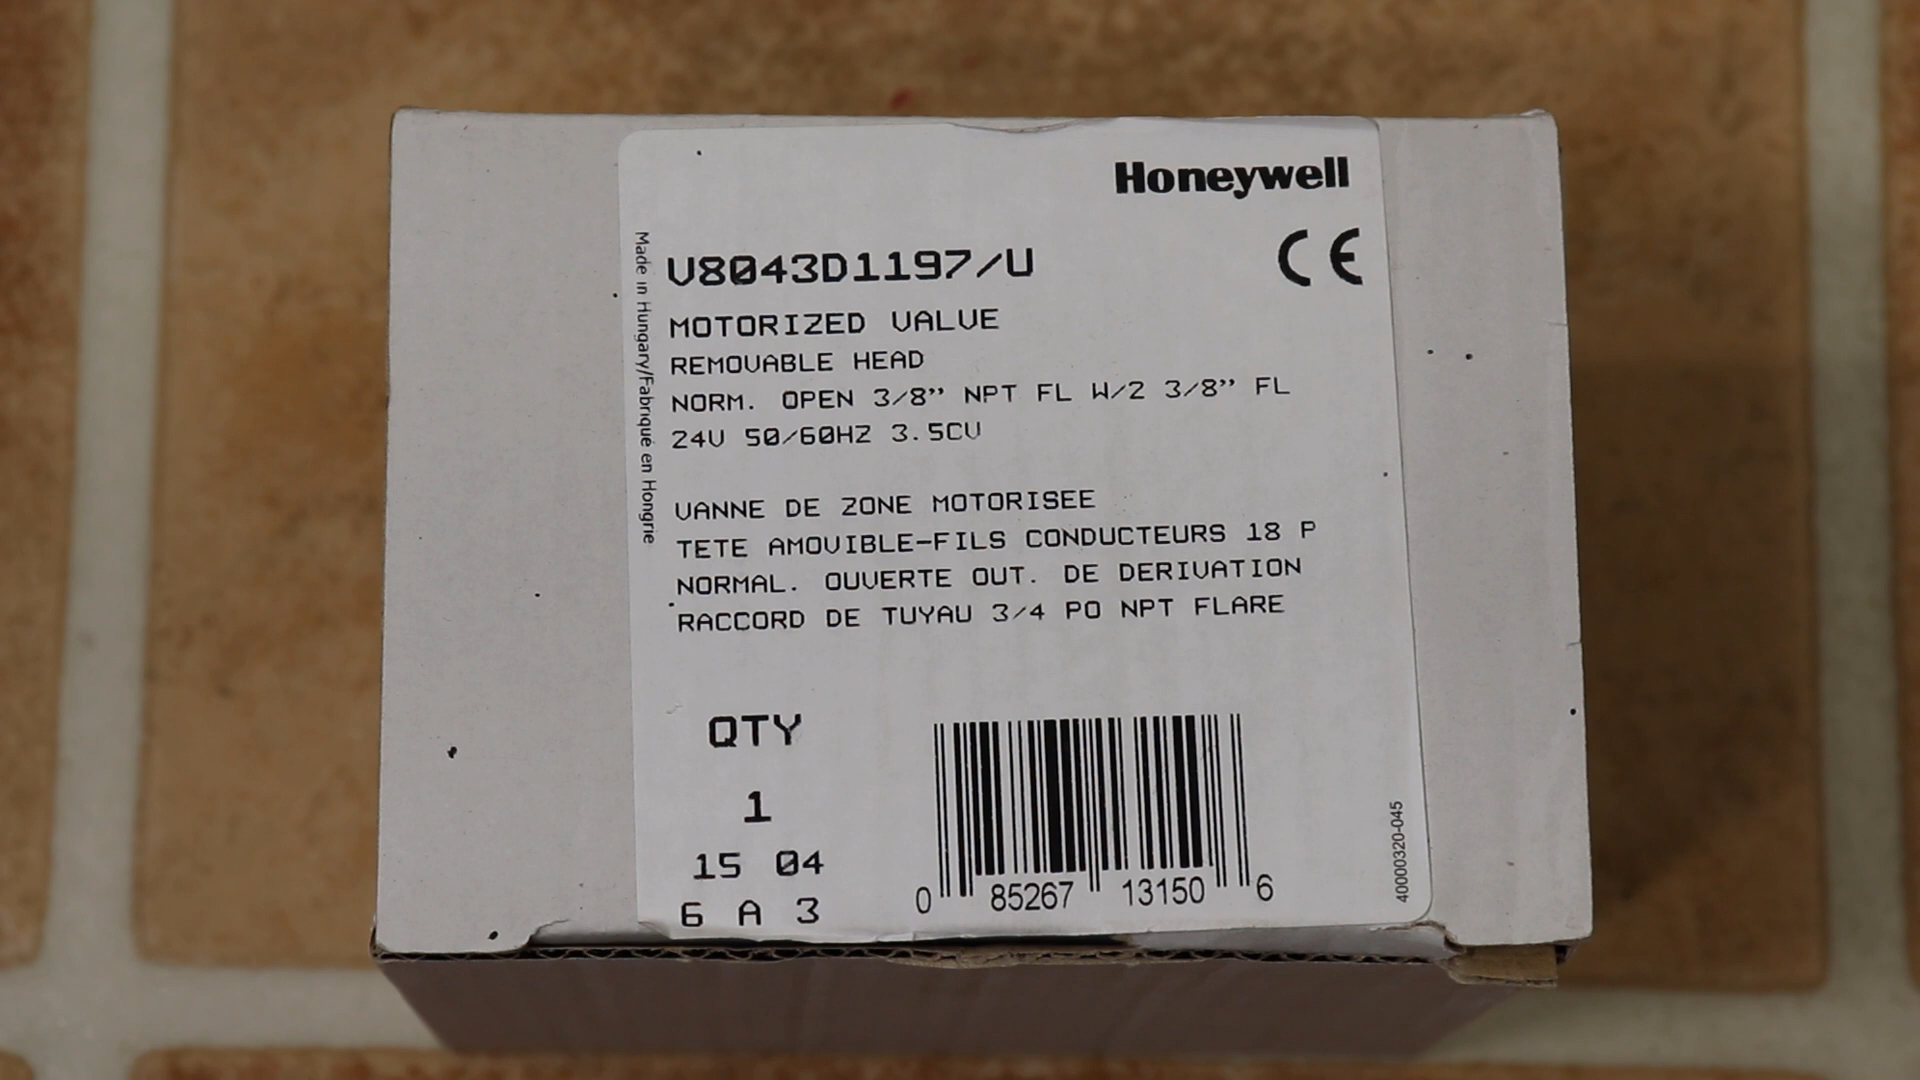 Honeywell
CE
Made in Hungary/Fabriqué en Hongrie
V8043D1197/U
MOTORIZED VALVE
REMOVABLE HEAD
NORM. OPEN 3/8” NPT FL W/2 3/8” FL
24V 50/60HZ 3.5CV
VANNE DE ZONE MOTORISEE
TETE AMOVIBLE-FILS CONDUCTEURS 18 P
NORMAL. OUVERTE OUT. DE DERIVATION
RACCORD DE TUYAU 3/4 PO NPT FLARE
QTY
1
15 04
6 A 3
0 85267 13150 6
40000320-045